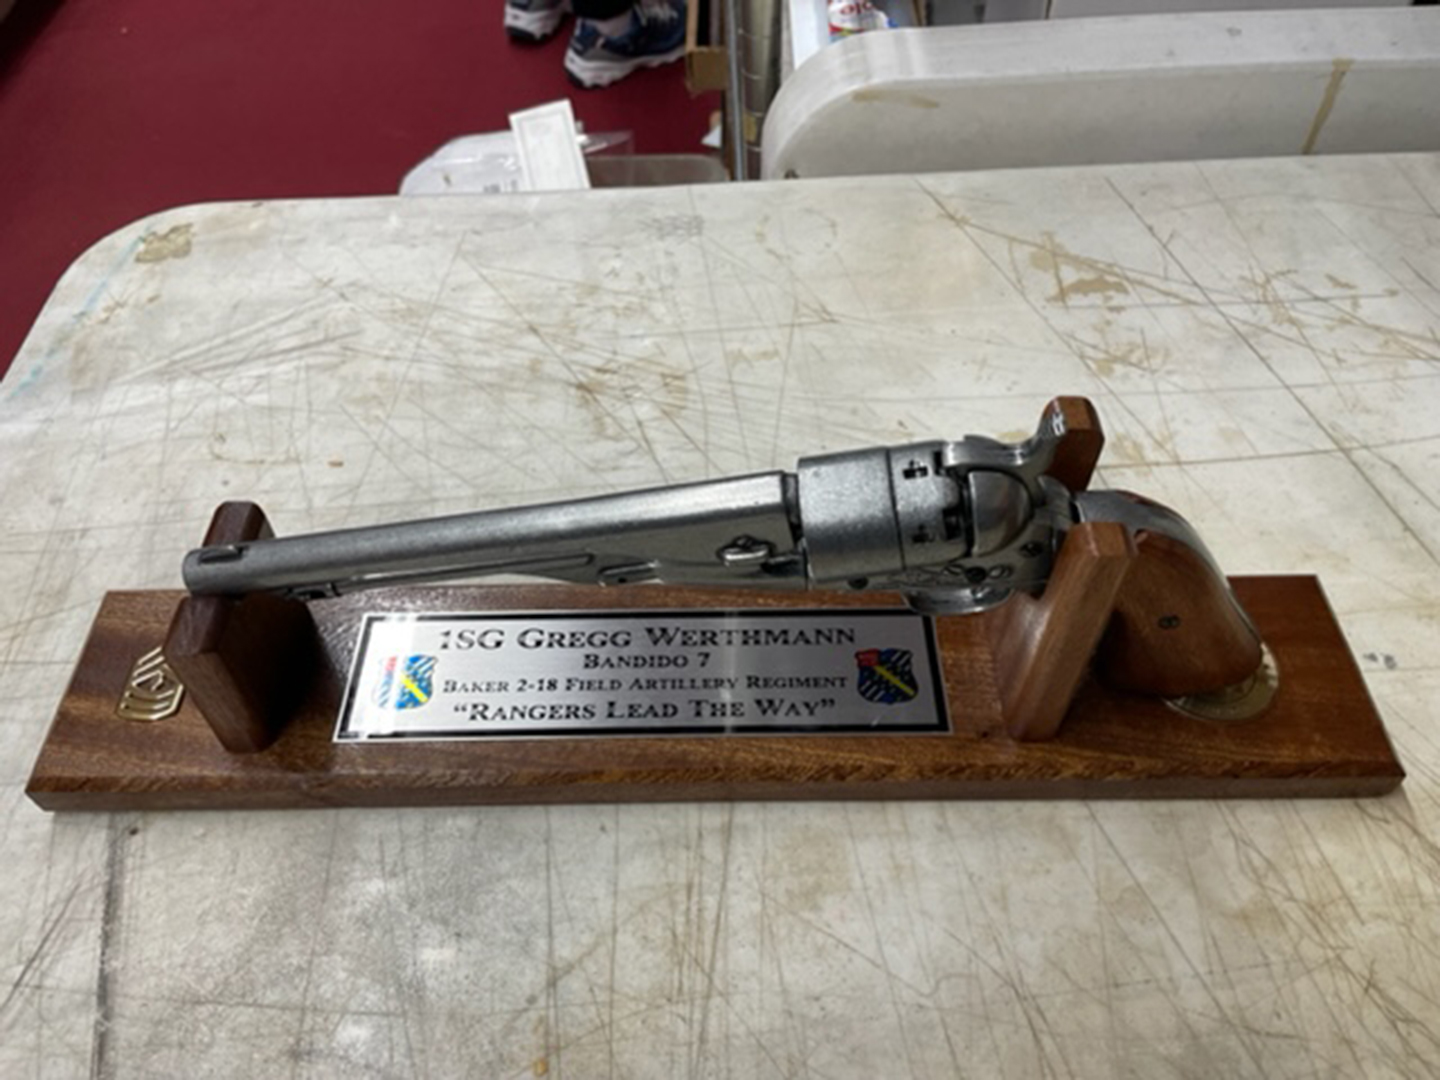 1SG GREGG WERTHMANN
BANDIDO 7
BAKER 2-18 FIELD ARTILLERY REGIMENT
“RANGERS LEAD THE WAY”